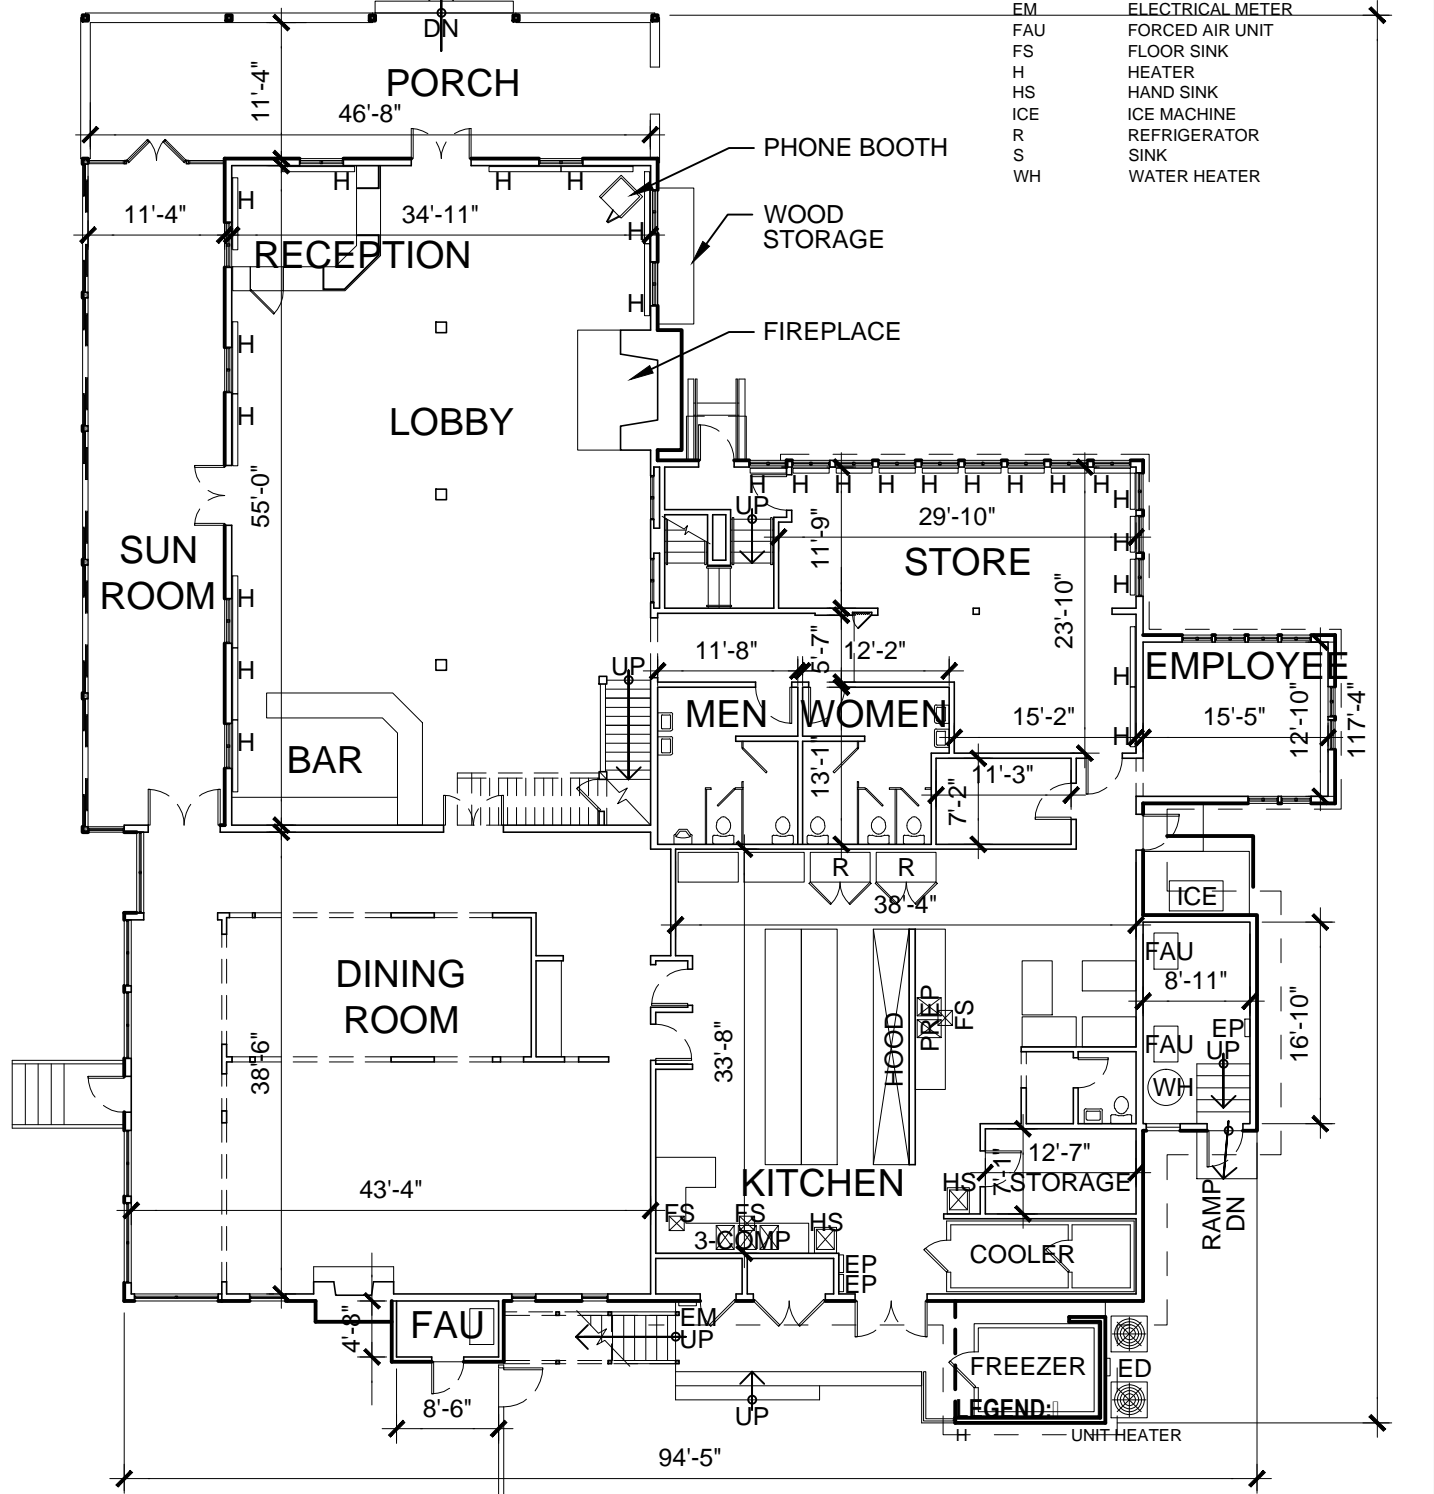 EM ELECTRICAL METER
FAU FORCED AIR UNIT
FS FLOOR SINK
H HEATER
HS HAND SINK
ICE ICE MACHINE
R REFRIGERATOR
S SINK
WH WATER HEATER
DN
PORCH
11'-4"
46'-8"
PHONE BOOTH
H
H
H
H
11'-4"
34'-11"
WOOD
STORAGE
H
RECEPTION
H
FIREPLACE
H
LOBBY
H
55'-0"
H
H
H
H
H
H
H
H
H
H
UP
29'-10"
11'-9"
H
STORE
SUN
ROOM
H
H
23'-10"
11'-8"
5'-7"
12'-2"
UP
H
EMPLOYEE
H
H
MEN
WOMEN
15'-2"
15'-5"
12'-10"
117'-4"
H
BAR
13'-1"
11'-3"
7'-2"
R
R
ICE
38'-4"
DINING
ROOM
FAU
8'-11"
HOOD
PREP
FS
EP
UP
FAU
16'-10"
38'-6"
33'-8"
WH
12'-7"
7'-1"
43'-4"
KITCHEN
HS
STORAGE
RAMP
DN
FS
FS
HS
3-COMP
COOLER
EP
EP
4'-8"
FAU
EM
UP
FREEZER
ED
8'-6"
UP
LEGEND:
H UNIT HEATER
94'-5"